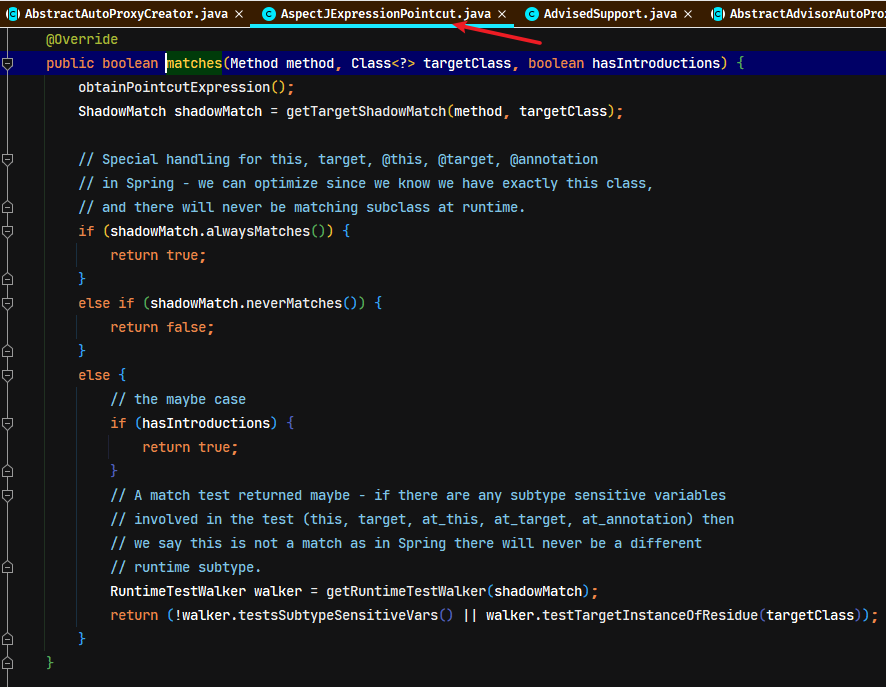 AbstractAutoProxyCreator.java × AspectJExpressionPointcut.java × AdvisedSupport.java × AbstractAdvisorAutoPro
@Override
public boolean matches(Method method, Class<?> targetClass, boolean hasIntroductions) {
obtainPointcutExpression();
ShadowMatch shadowMatch = getTargetShadowMatch(method, targetClass);
// Special handling for this, target, @this, @target, @annotation
// in Spring - we can optimize since we know we have exactly this class,
// and there will never be matching subclass at runtime.
if (shadowMatch.alwaysMatches()) {
return true;
}
else if (shadowMatch.neverMatches()) {
return false;
}
else {
// the maybe case
if (hasIntroductions) {
return true;
}
// A match test returned maybe - if there are any subtype sensitive variables
// involved in the test (this, target, at_this, at_target, at_annotation) then
// we say this is not a match as in Spring there will never be a different
// runtime subtype.
RuntimeTestWalker walker = getRuntimeTestWalker(shadowMatch);
return (!walker.testsSubtypeSensitiveVars() || walker.testTargetInstanceOfResidue(targetClass));
}
}